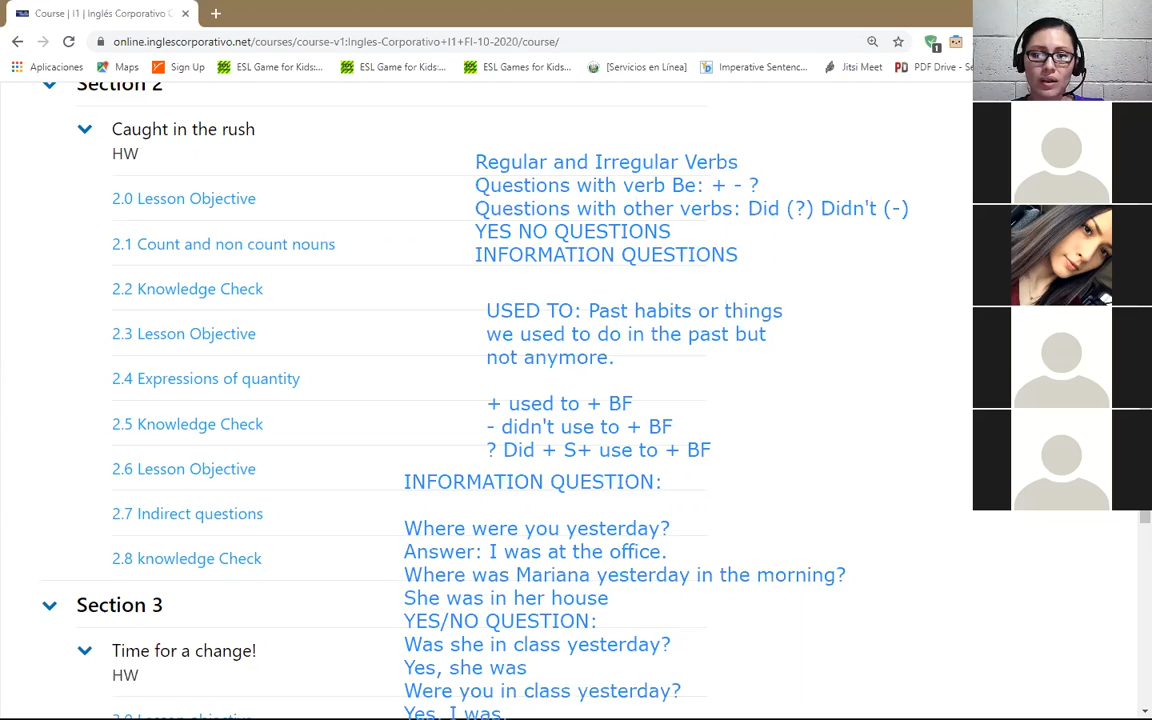 Course | I1 | Inglés Corporativo
online.inglescorporativo.net/courses/course-v1:Ingles-Corporativo+I1+FI-10-2020/course/
1
Aplicaciones
Maps
Sign Up
ESL Game for Kids:...
ESL Game for Kids:...
ESL Games for Kids:...
[Servicios en Línea]
Imperative Sentenc...
Jitsi Meet
PDF Drive - Se
Section 2
Caught in the rush
HW
2.0 Lesson Objective
2.1 Count and non count nouns
2.2 Knowledge Check
2.3 Lesson Objective
2.4 Expressions of quantity
2.5 Knowledge Check
2.6 Lesson Objective
2.7 Indirect questions
2.8 knowledge Check
Section 3
Time for a change!
HW
Regular and Irregular Verbs
Questions with verb Be: + - ?
Questions with other verbs: Did (?) Didn't (-)
YES NO QUESTIONS
INFORMATION QUESTIONS
USED TO: Past habits or things
we used to do in the past but
not anymore.
+ used to + BF
- didn't use to + BF
? Did + S+ use to + BF
INFORMATION QUESTION:
Where were you yesterday?
Answer: I was at the office.
Where was Mariana yesterday in the morning?
She was in her house
YES/NO QUESTION:
Was she in class yesterday?
Yes, she was
Were you in class yesterday?
Yes, I was.